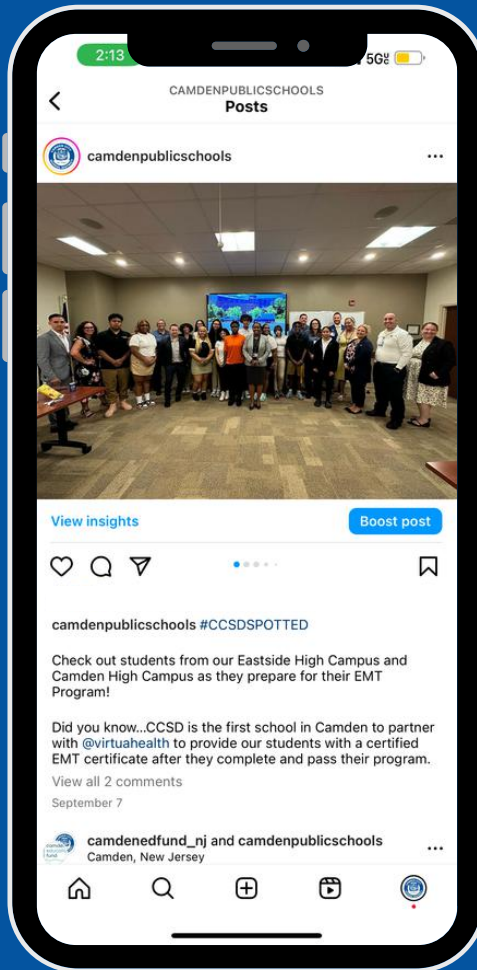 2:13
5G
CAMDENPUBLICSCHOOLS
Posts
camdenpublicschools
View insights
Boost post
camdenpublicschools #CCSDSPOTTED
Check out students from our Eastside High Campus and
Camden High Campus as they prepare for their EMT
Program!
Did you know...CCSD is the first school in Camden to partner
with @virtuahealth to provide our students with a certified
EMT certificate after they complete and pass their program.
View all 2 comments
September 7
camdenedfund_nj and camdenpublicschools
Camden, New Jersey